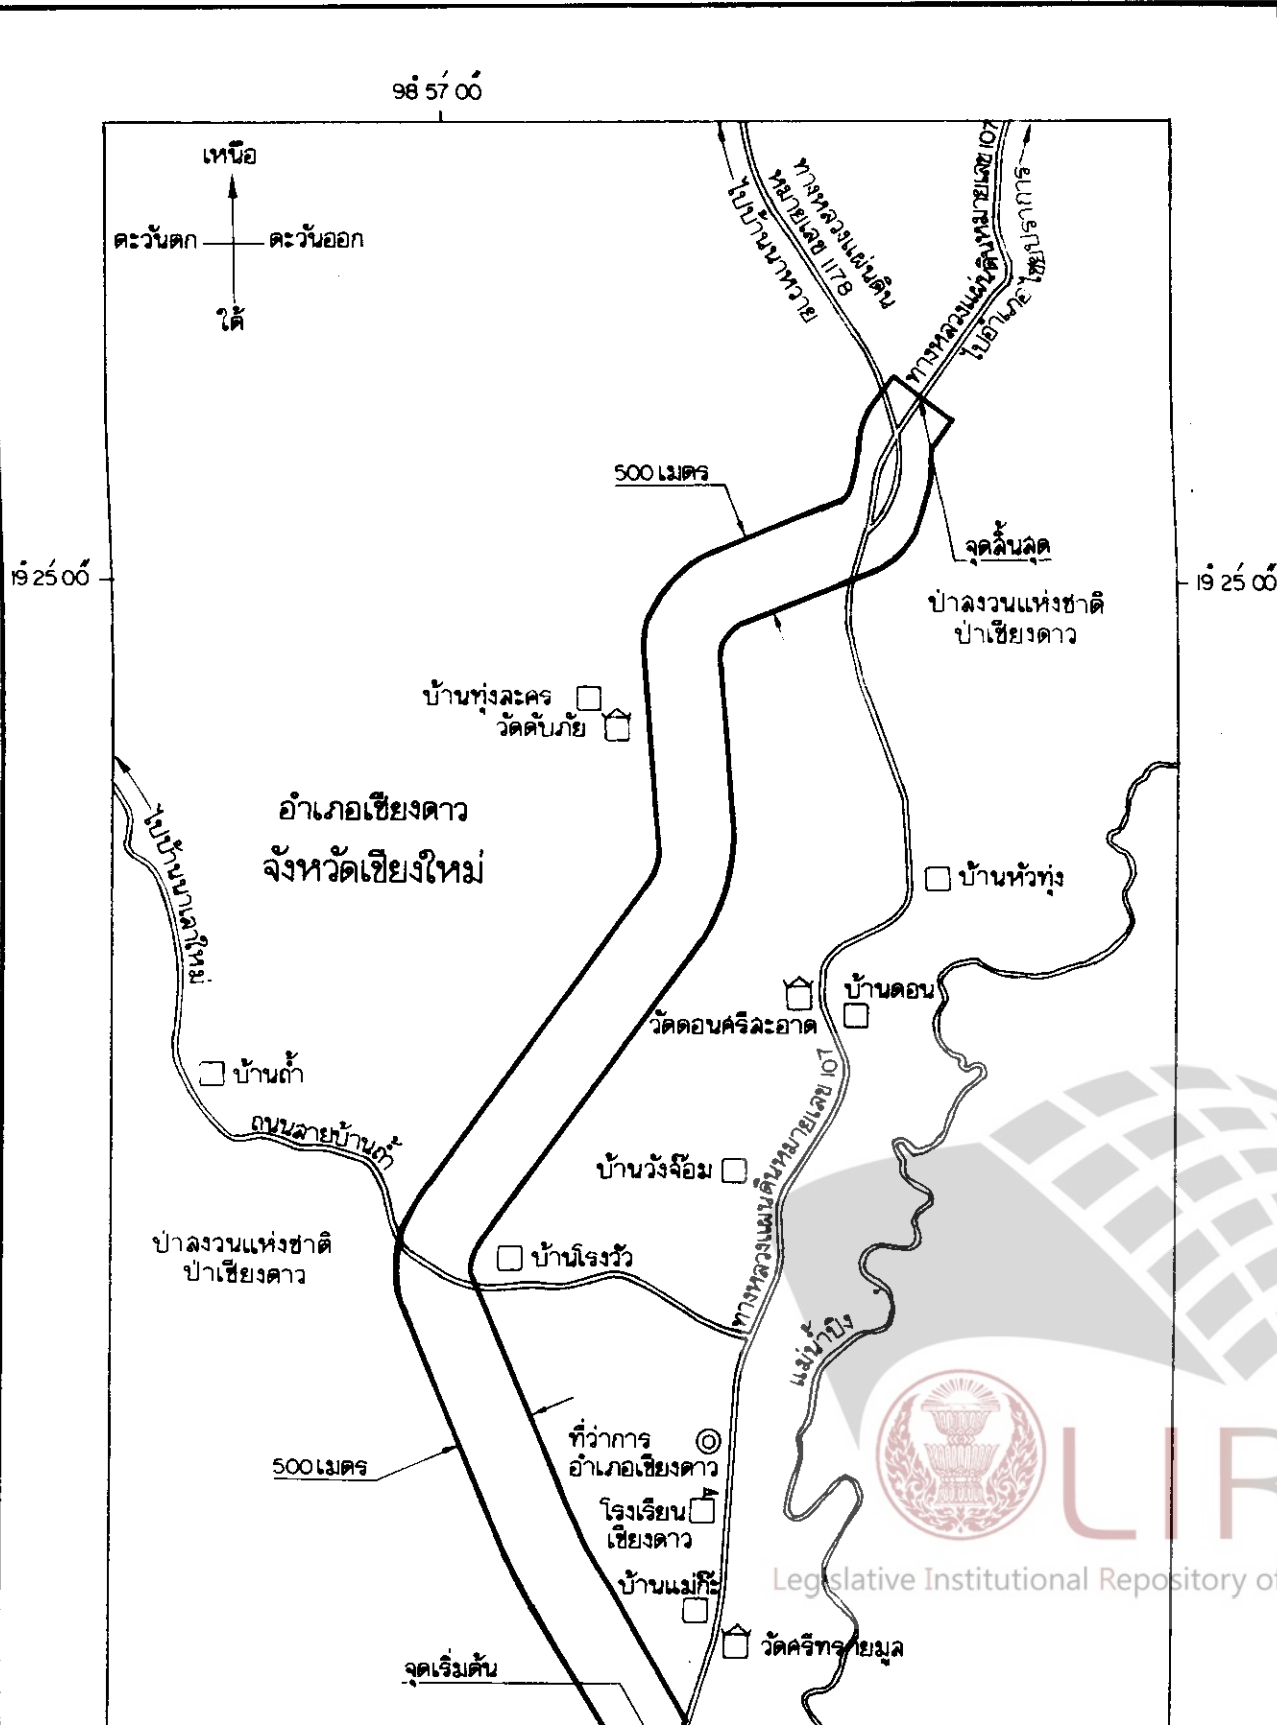 98° 57′ 00″
เหนือ
ตะวันตก
ตะวันออก
ใต้
ทางหลวงแผ่นดิน
หมายเลข 1178
ไปบ้านนาหวาย
ทางหลวงแผ่นดินหมายเลข 107
ไปอำเภอไชยปราการ
500 เมตร
จุดสิ้นสุด
19° 25′ 00″
19° 25′ 00″
ป่าสงวนแห่งชาติ
ป่าเชียงดาว
บ้านทุ่งละคร
วัดดับภัย
อำเภอเชียงดาว
จังหวัดเชียงใหม่
ไปบ้านนาเลาใหม่
บ้านหัวทุ่ง
บ้านดอน
วัดดอนศรีสะอาด
บ้านถ้ำ
ถนนสายบ้านถ้ำ
บ้านวังจ๊อม
ทางหลวงแผ่นดินหมายเลข 107
ป่าสงวนแห่งชาติ
ป่าเชียงดาว
บ้านโรงวัว
แม่น้ำปิง
ที่ว่าการ
อำเภอเชียงดาว
500 เมตร
โรงเรียน
เชียงดาว
บ้านแม่ก๊ะ
วัดศรีทรายมูล
จุดเริ่มต้น
LIR
Legislative Institutional Repository of